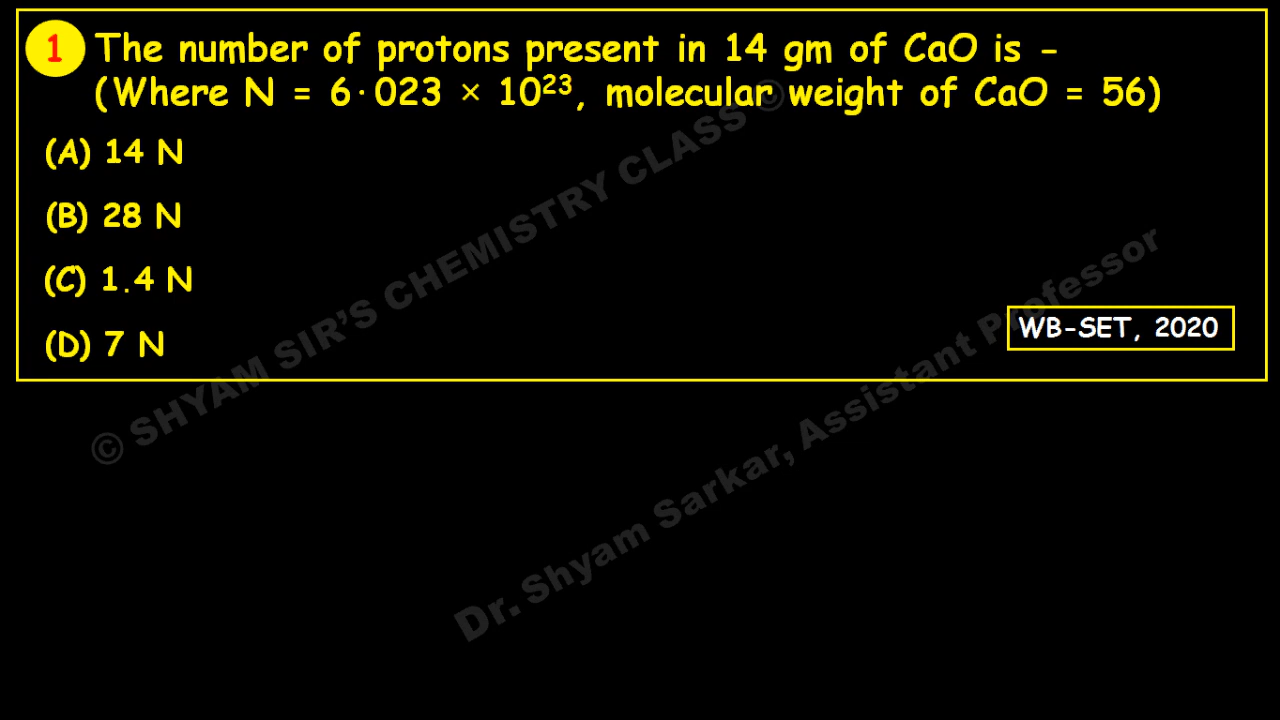 1 The number of protons present in 14 gm of CaO is -
(Where N = 6·023 × 10²³, molecular weight of CaO = 56)
(A) 14 N
(B) 28 N
(C) 1.4 N
(D) 7 N
WB-SET, 2020
© SHYAM SIR'S CHEMISTRY CLASS ©
Dr. Shyam Sarkar, Assistant Professor